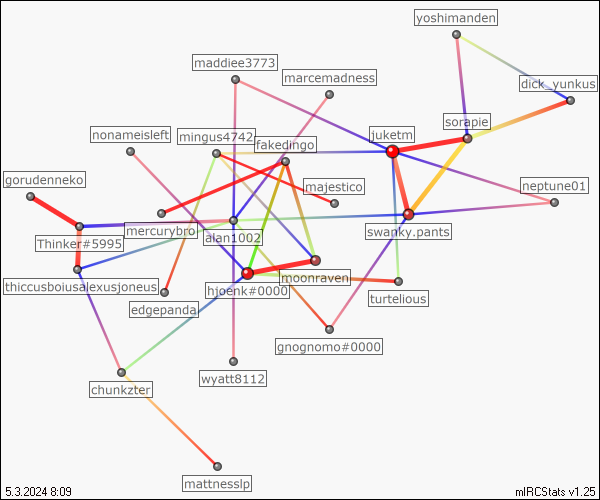 yoshimanden
maddiee3773
marcemadness
dick_yunkus
sorapie
nonameisleft
mingus4742
juketm
fakedingo
gorudenneko
majestico
neptune01
mercurybro
alan1002
swanky.pants
Thinker#5995
thiccusboiusalexusjoneus
moonraven
hjoenk#0000
turtelious
edgepanda
gnognomo#0000
wyatt8112
chunkzter
mattnesslp
5.3.2024 8:09
mIRCStats v1.25